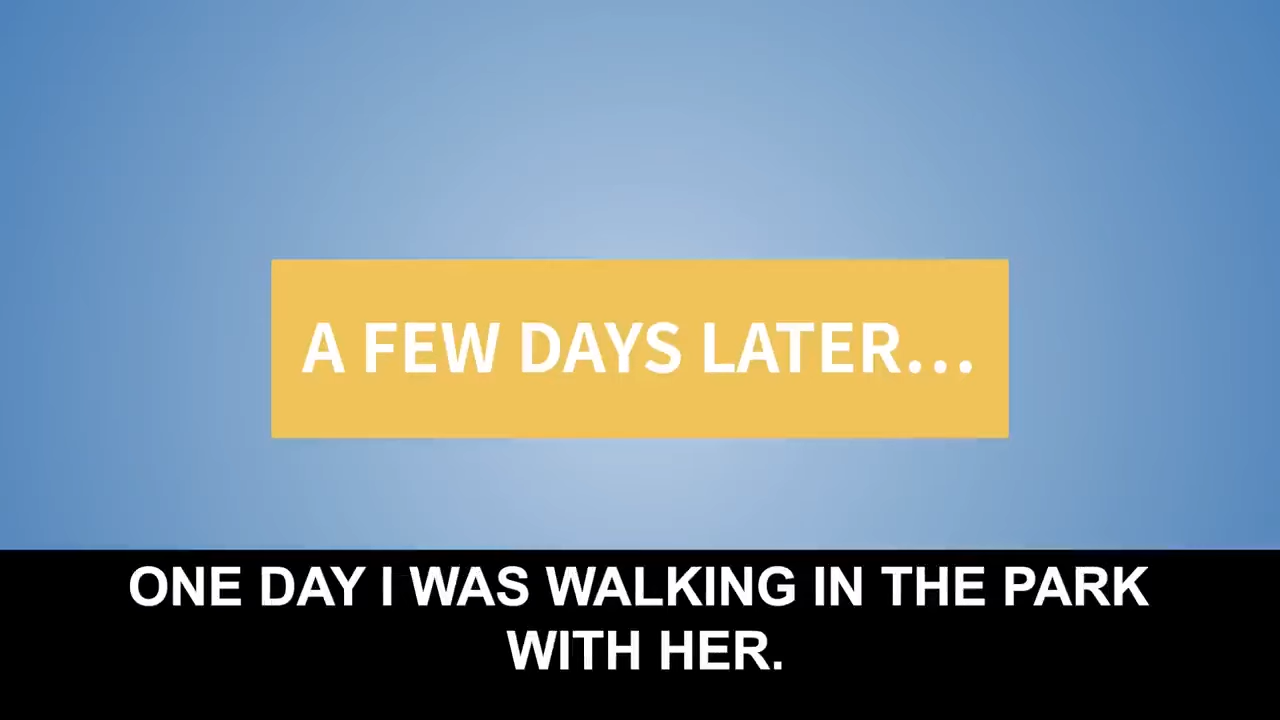 A FEW DAYS LATER...
ONE DAY I WAS WALKING IN THE PARK
WITH HER.